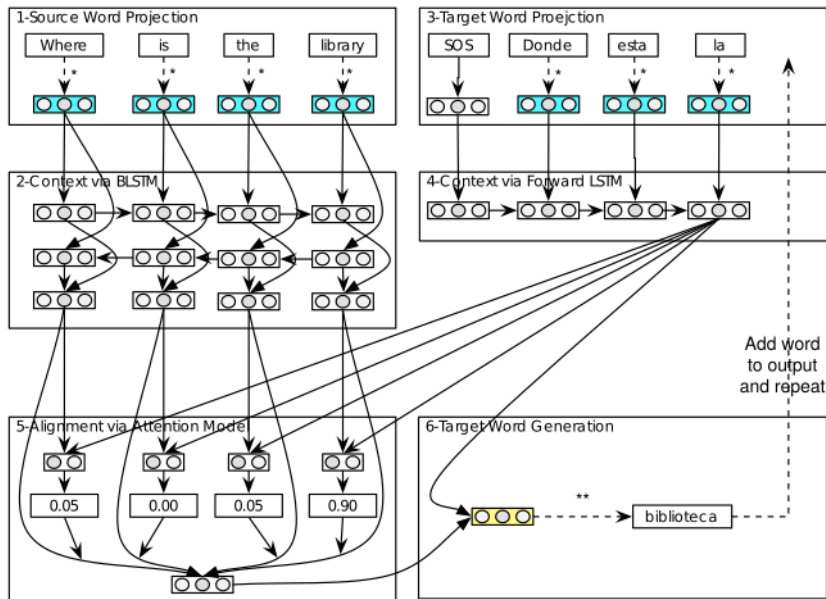 1-Source Word Projection
Where
is
the
library
*
*
*
*
3-Target Word Proejction
SOS
Donde
esta
la
*
*
*
2-Context via BLSTM
4-Context via Forward LSTM
Add word
to output
and repeat
5-Alignment via Attention Model
0.05
0.00
0.05
0.90
6-Target Word Generation
**
biblioteca